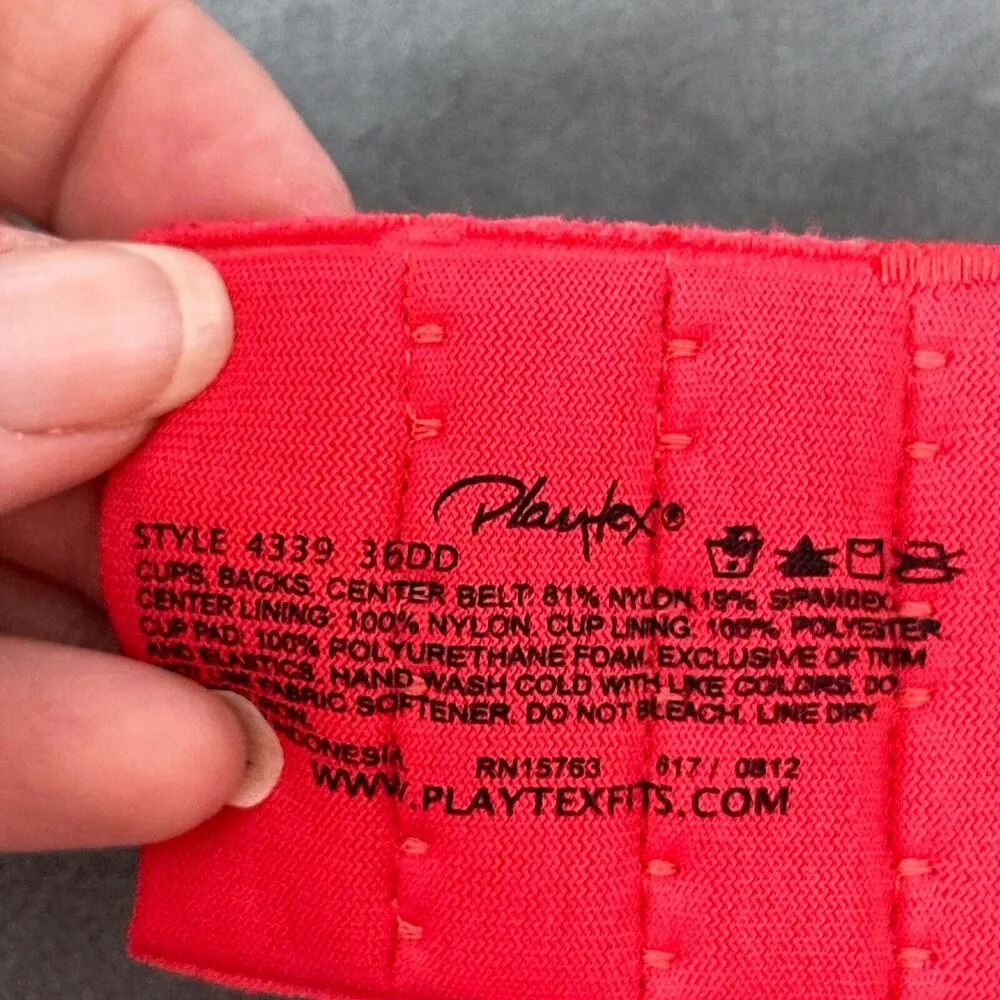 Playtex®
STYLE 4339 36DD
CUPS, BACKS, CENTER BELT: 81% NYLON 19% SPANDEX.
CENTER LINING: 100% NYLON. CUP LINING: 100% POLYESTER
CUP PAD: 100% POLYURETHANE FOAM. EXCLUSIVE OF TRIM
AND ELASTICS. HAND WASH COLD WITH LIKE COLORS. DO
FABRIC SOFTENER. DO NOT BLEACH. LINE DRY
RN15763 617 / 0812
WWW.PLAYTEXFITS.COM